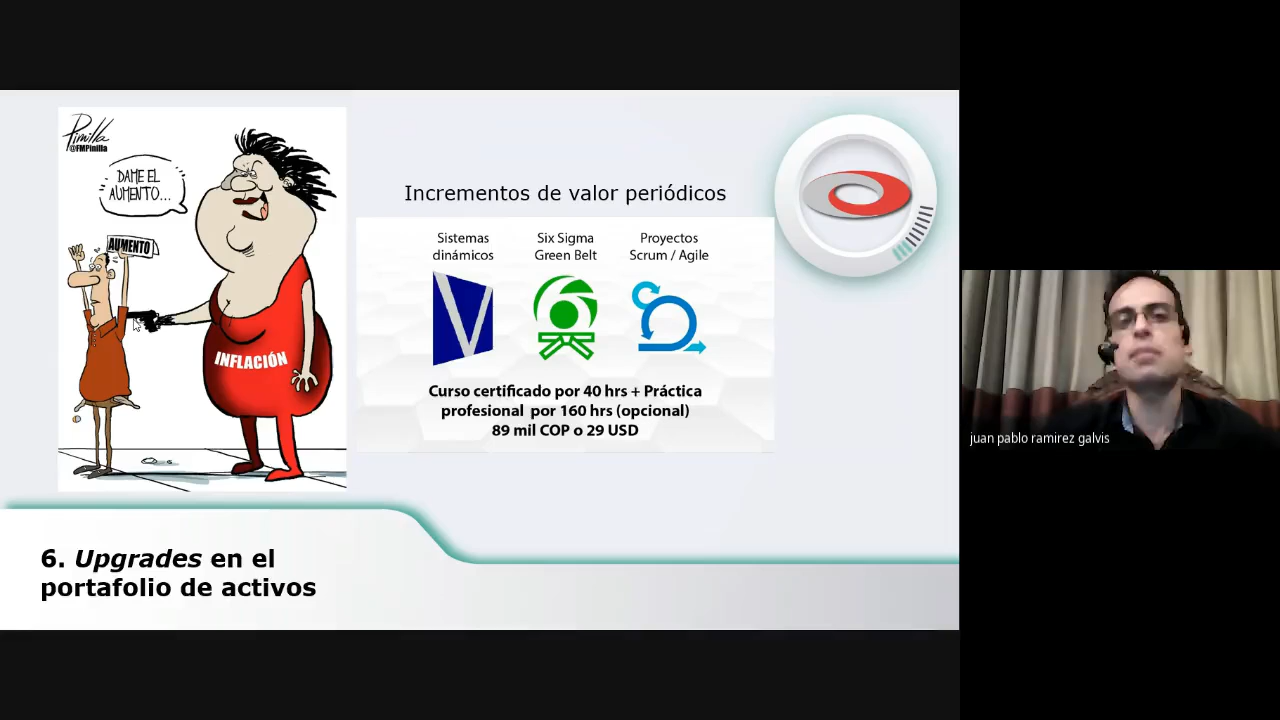 Pinilla
@FMPinilla
DAME EL
AUMENTO...
AUMENTO
INFLACIÓN
Incrementos de valor periódicos
Sistemas
dinámicos
Six Sigma
Green Belt
Proyectos
Scrum / Agile
Curso certificado por 40 hrs + Práctica
profesional por 160 hrs (opcional)
89 mil COP o 29 USD
6. Upgrades en el
portafolio de activos
juan pablo ramirez galvis